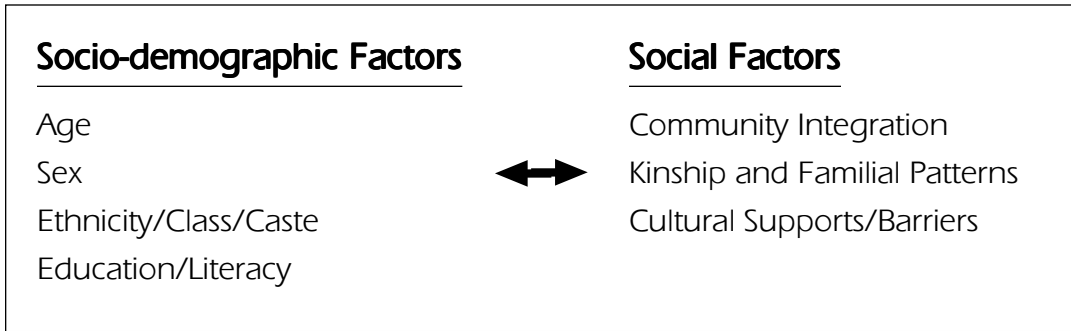 Socio-demographic Factors
Age
Sex
Ethnicity/Class/Caste
Education/Literacy
Social Factors
Community Integration
Kinship and Familial Patterns
Cultural Supports/Barriers